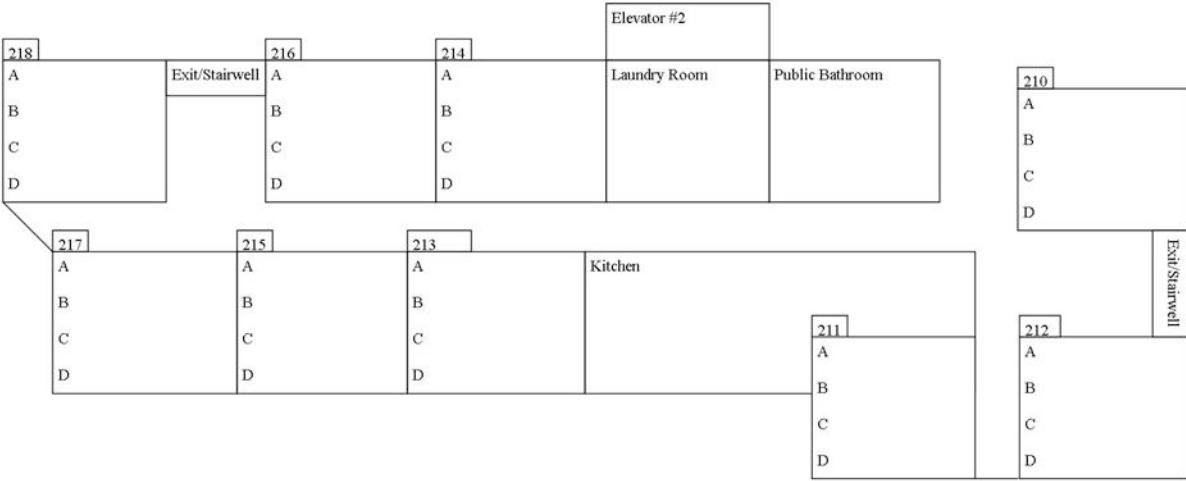 Elevator #2
218
A
B
C
D
Exit/Stairwell
216
A
B
C
D
214
A
B
C
D
Laundry Room
Public Bathroom
210
A
B
C
D
Exit/Stairwell
217
A
B
C
D
215
A
B
C
D
213
A
B
C
D
Kitchen
211
A
B
C
D
212
A
B
C
D